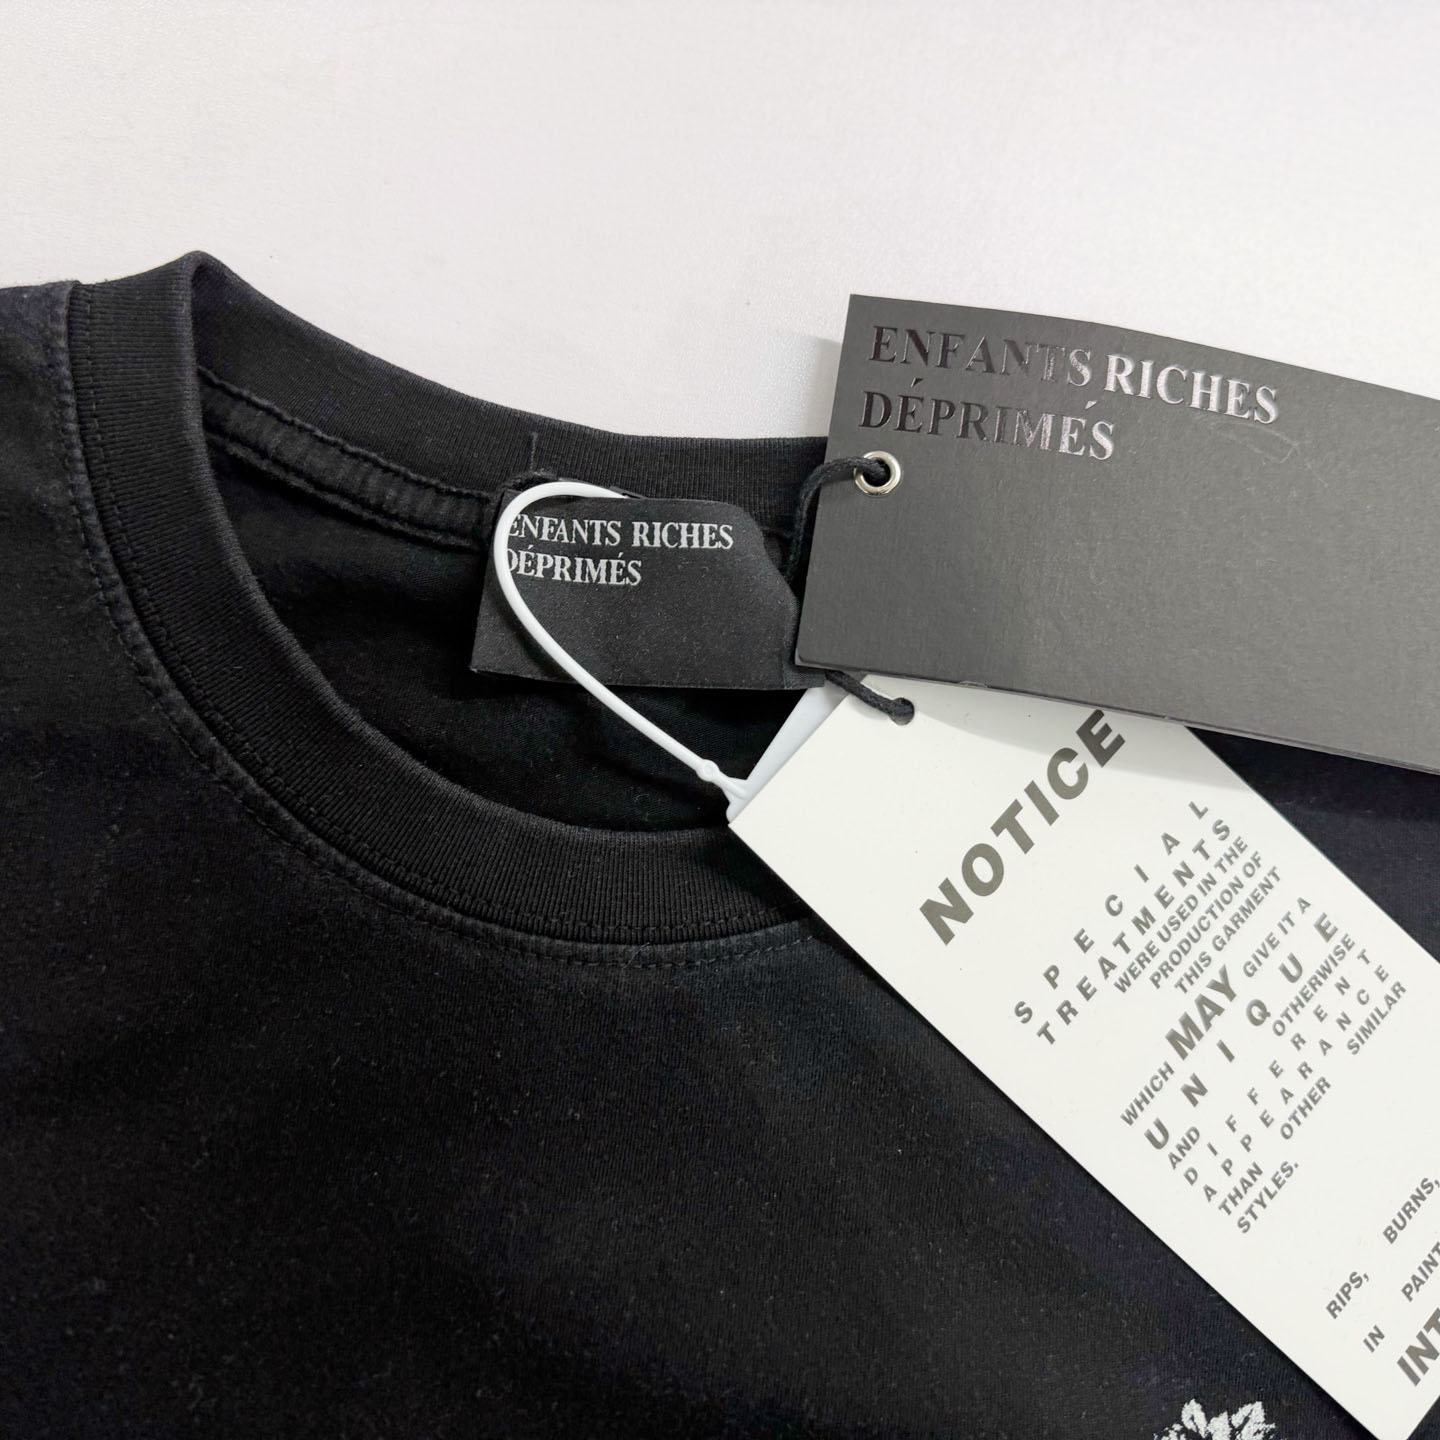 ENFANTS RICHES
DÉPRIMÉS
ENFANTS RICHES
DÉPRIMÉS
NOTICE
SPECIAL
TREATMENTS
WERE USED IN THE
PRODUCTION OF
THIS GARMENT
WHICH MAY GIVE IT A
UNIQUE
AND OTHERWISE
DIFFERENT
APPEARANCE
THAN OTHER SIMILAR
STYLES.
RIPS, BURNS,
IN PAINT
INT